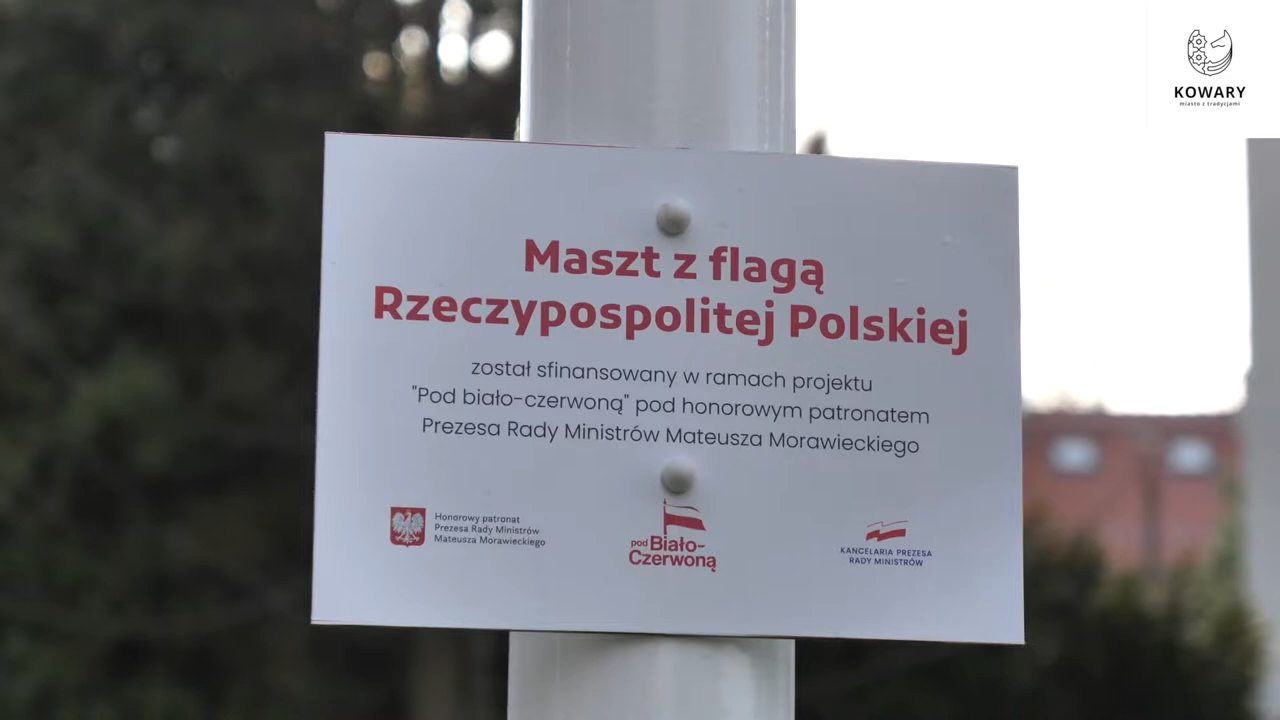 KOWARY
miasto z tradycjami
Maszt z flagą
Rzeczypospolitej Polskiej
został sfinansowany w ramach projektu
"Pod biało-czerwoną" pod honorowym patronatem
Prezesa Rady Ministrów Mateusza Morawieckiego
Honorowy patronat
Prezesa Rady Ministrów
Mateusza Morawieckiego
pod Biało-
Czerwoną
KANCELARIA PREZESA
RADY MINISTRÓW